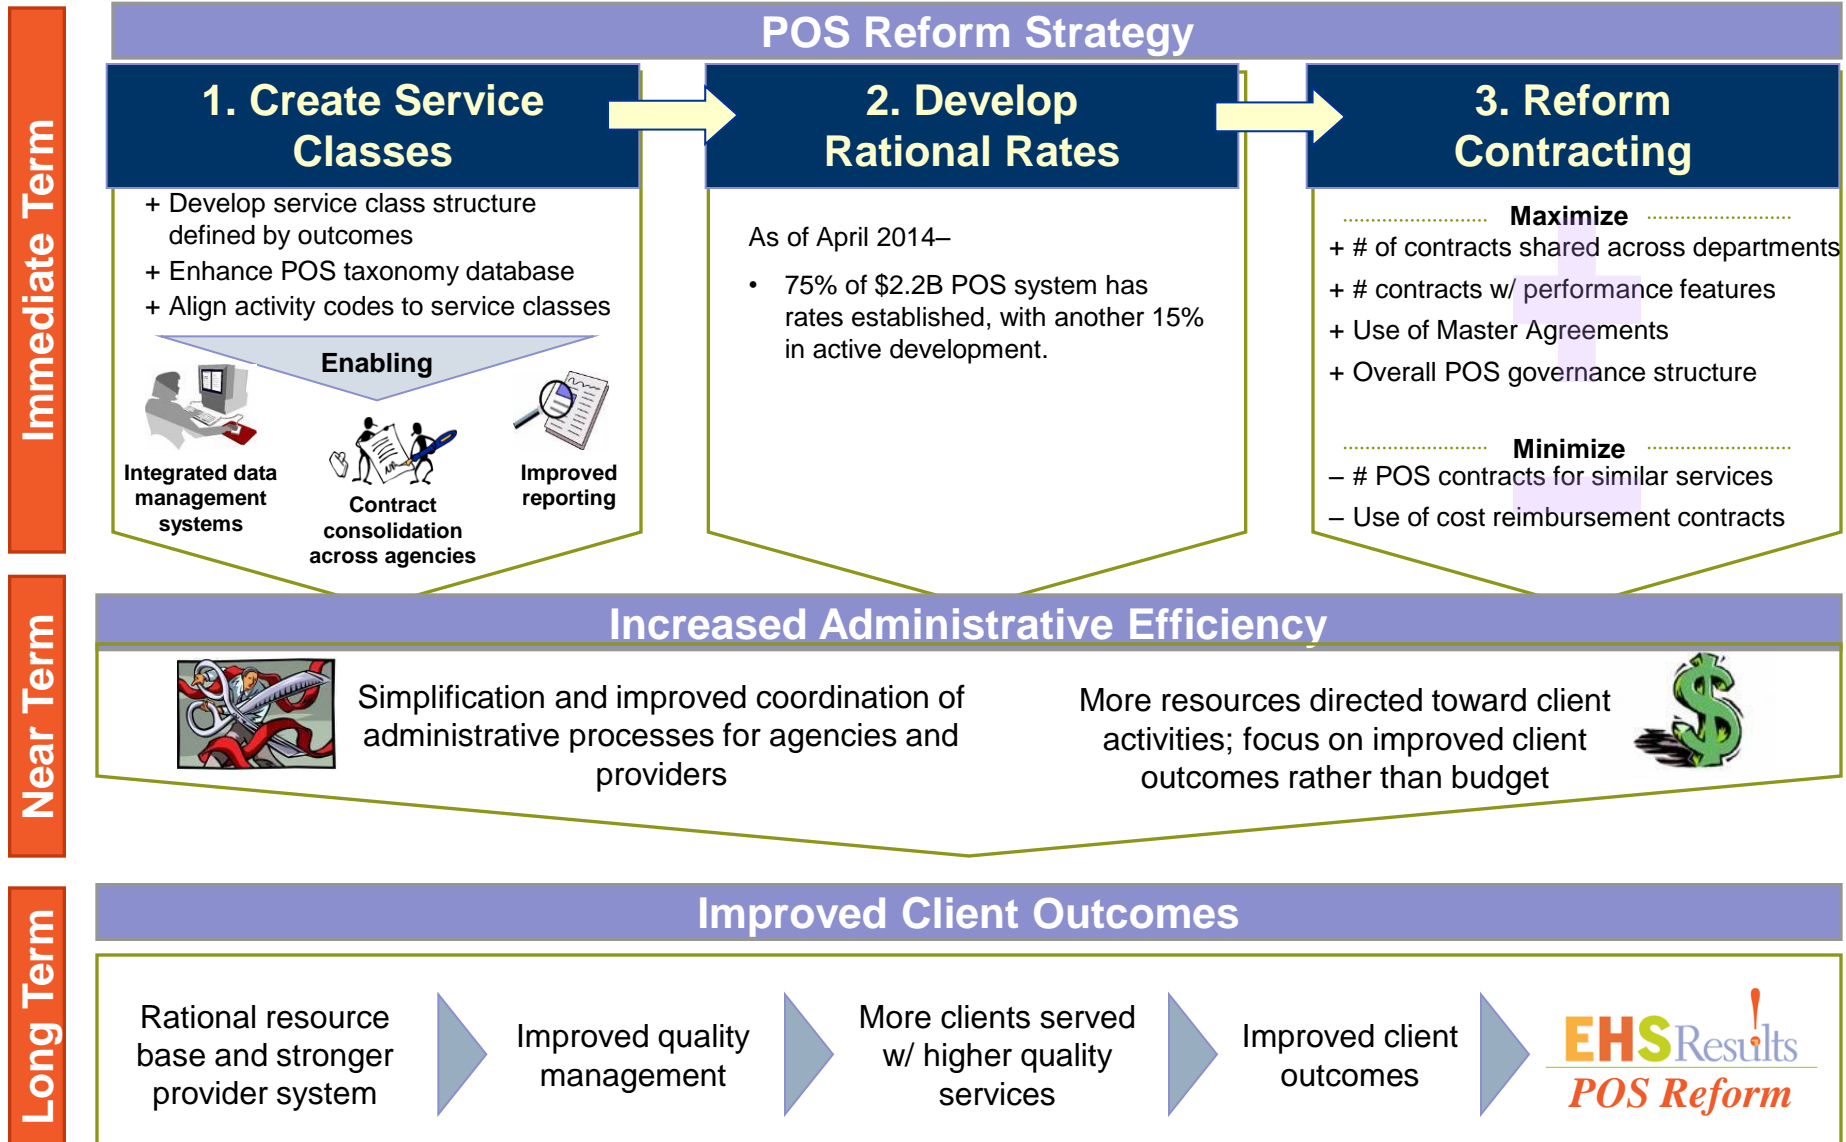 POS Reform Strategy
Immediate Term
1. Create Service
Classes
+ Develop service class structure
defined by outcomes
+ Enhance POS taxonomy database
+ Align activity codes to service classes
Enabling
Integrated data
management
systems
Contract
consolidation
across agencies
Improved
reporting
2. Develop
Rational Rates
As of April 2014–
• 75% of $2.2B POS system has
rates established, with another 15%
in active development.
3. Reform
Contracting
Maximize
+ # of contracts shared across departments
+ # contracts w/ performance features
+ Use of Master Agreements
+ Overall POS governance structure
Minimize
– # POS contracts for similar services
– Use of cost reimbursement contracts
Near Term
Increased Administrative Efficiency
Simplification and improved coordination of
administrative processes for agencies and
providers
More resources directed toward client
activities; focus on improved client
outcomes rather than budget
Long Term
Improved Client Outcomes
Rational resource
base and stronger
provider system
Improved quality
management
More clients served
w/ higher quality
services
Improved client
outcomes
EHSResults!
POS Reform